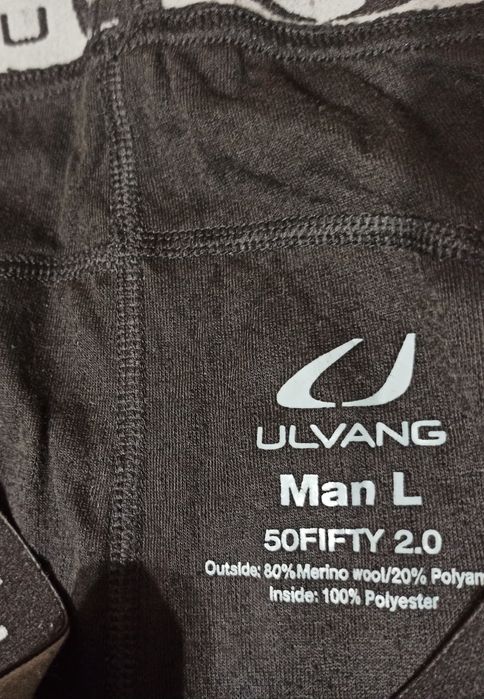 ULVANG
Man L
50FIFTY 2.0
Outside: 80% Merino wool/20% Polyam
Inside: 100% Polyester